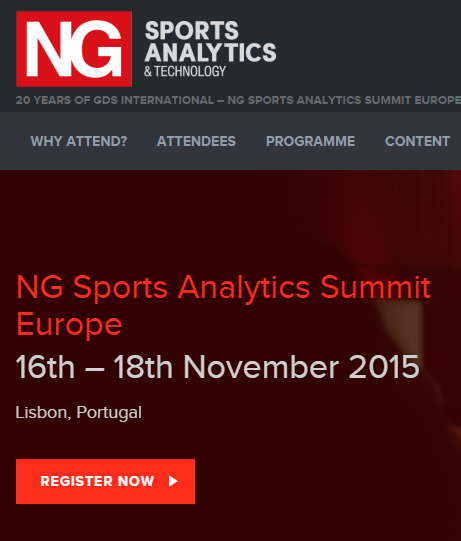 NG
SPORTS
ANALYTICS
& TECHNOLOGY
20 YEARS OF GDS INTERNATIONAL – NG SPORTS ANALYTICS SUMMIT EUROPE
WHY ATTEND? ATTENDEES PROGRAMME CONTENT
NG Sports Analytics Summit
Europe
16th – 18th November 2015
Lisbon, Portugal
REGISTER NOW